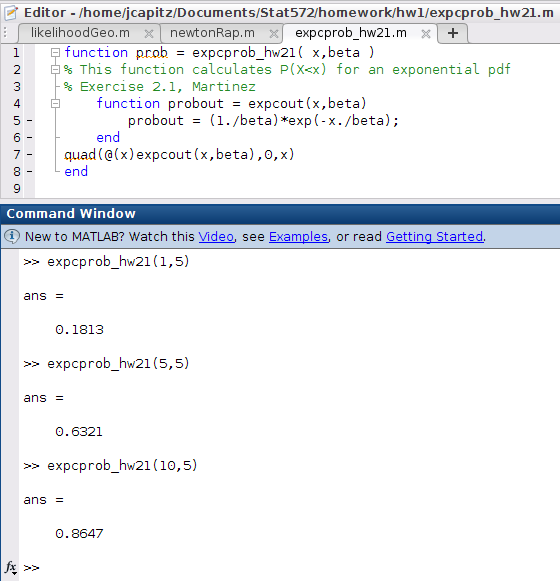 Editor - /home/jcapitz/Documents/Stat572/homework/hw1/expcprob_hw21.m
likelihoodGeo.m × newtonRap.m × expcprob_hw21.m × +
1 function prob = expcprob_hw21( x,beta )
2 % This function calculates P(X<x) for an exponential pdf
3 % Exercise 2.1, Martinez
4 function probout = expcout(x,beta)
5 - probout = (1./beta)*exp(-x./beta);
6 - end
7 - quad(@(x)expcout(x,beta),0,x)
8 - end
9
Command Window
New to MATLAB? Watch this Video, see Examples, or read Getting Started.
>> expcprob_hw21(1,5)
ans =
0.1813
>> expcprob_hw21(5,5)
ans =
0.6321
>> expcprob_hw21(10,5)
ans =
0.8647
fx >>